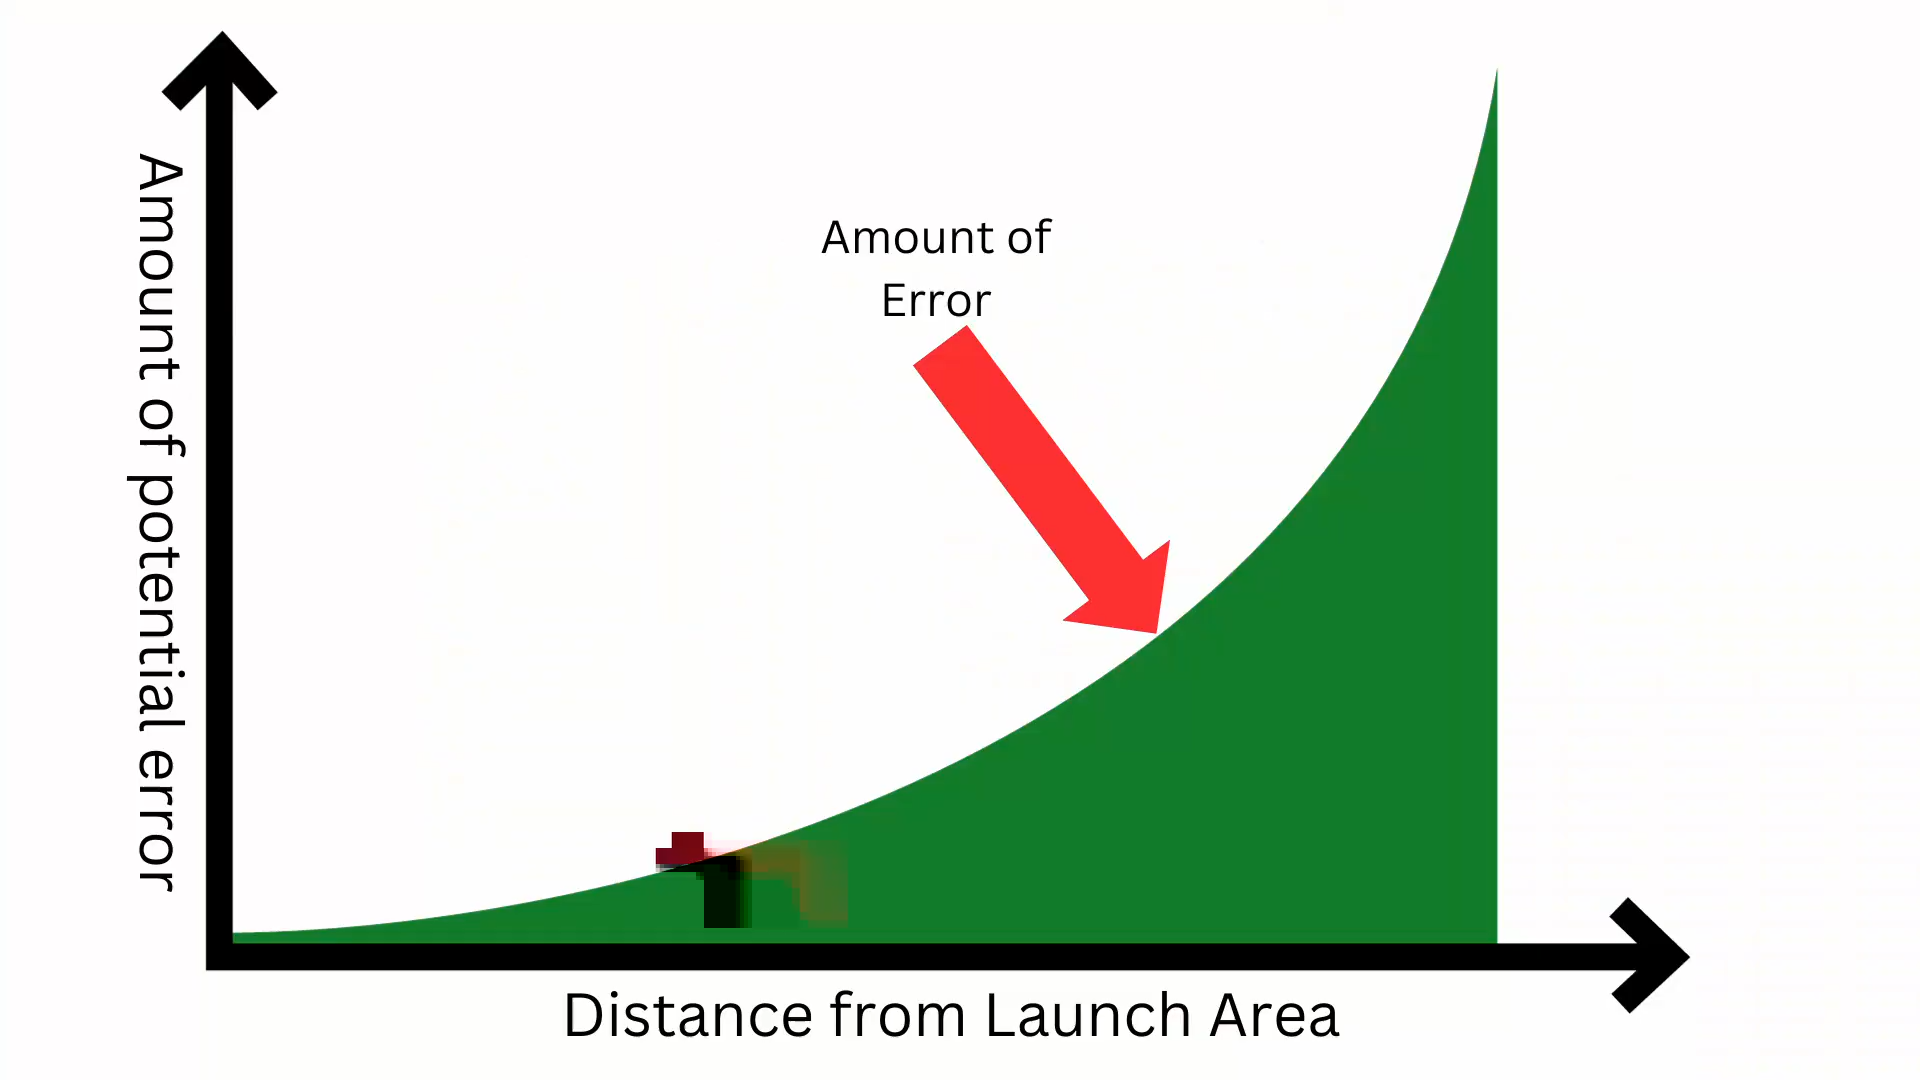 Amount of potential error
Amount of
Error
Distance from Launch Area